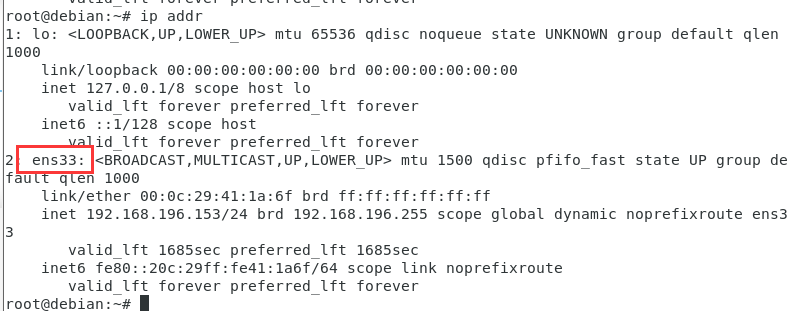 valid_lft forever preferred_lft forever
root@debian:~# ip addr
1: lo: <LOOPBACK,UP,LOWER_UP> mtu 65536 qdisc noqueue state UNKNOWN group default qlen
1000
link/loopback 00:00:00:00:00:00 brd 00:00:00:00:00:00
inet 127.0.0.1/8 scope host lo
valid_lft forever preferred_lft forever
inet6 ::1/128 scope host
valid_lft forever preferred_lft forever
2: ens33: <BROADCAST,MULTICAST,UP,LOWER_UP> mtu 1500 qdisc pfifo_fast state UP group de
fault qlen 1000
link/ether 00:0c:29:41:1a:6f brd ff:ff:ff:ff:ff:ff
inet 192.168.196.153/24 brd 192.168.196.255 scope global dynamic noprefixroute ens3
3
valid_lft 1685sec preferred_lft 1685sec
inet6 fe80::20c:29ff:fe41:1a6f/64 scope link noprefixroute
valid_lft forever preferred_lft forever
root@debian:~#